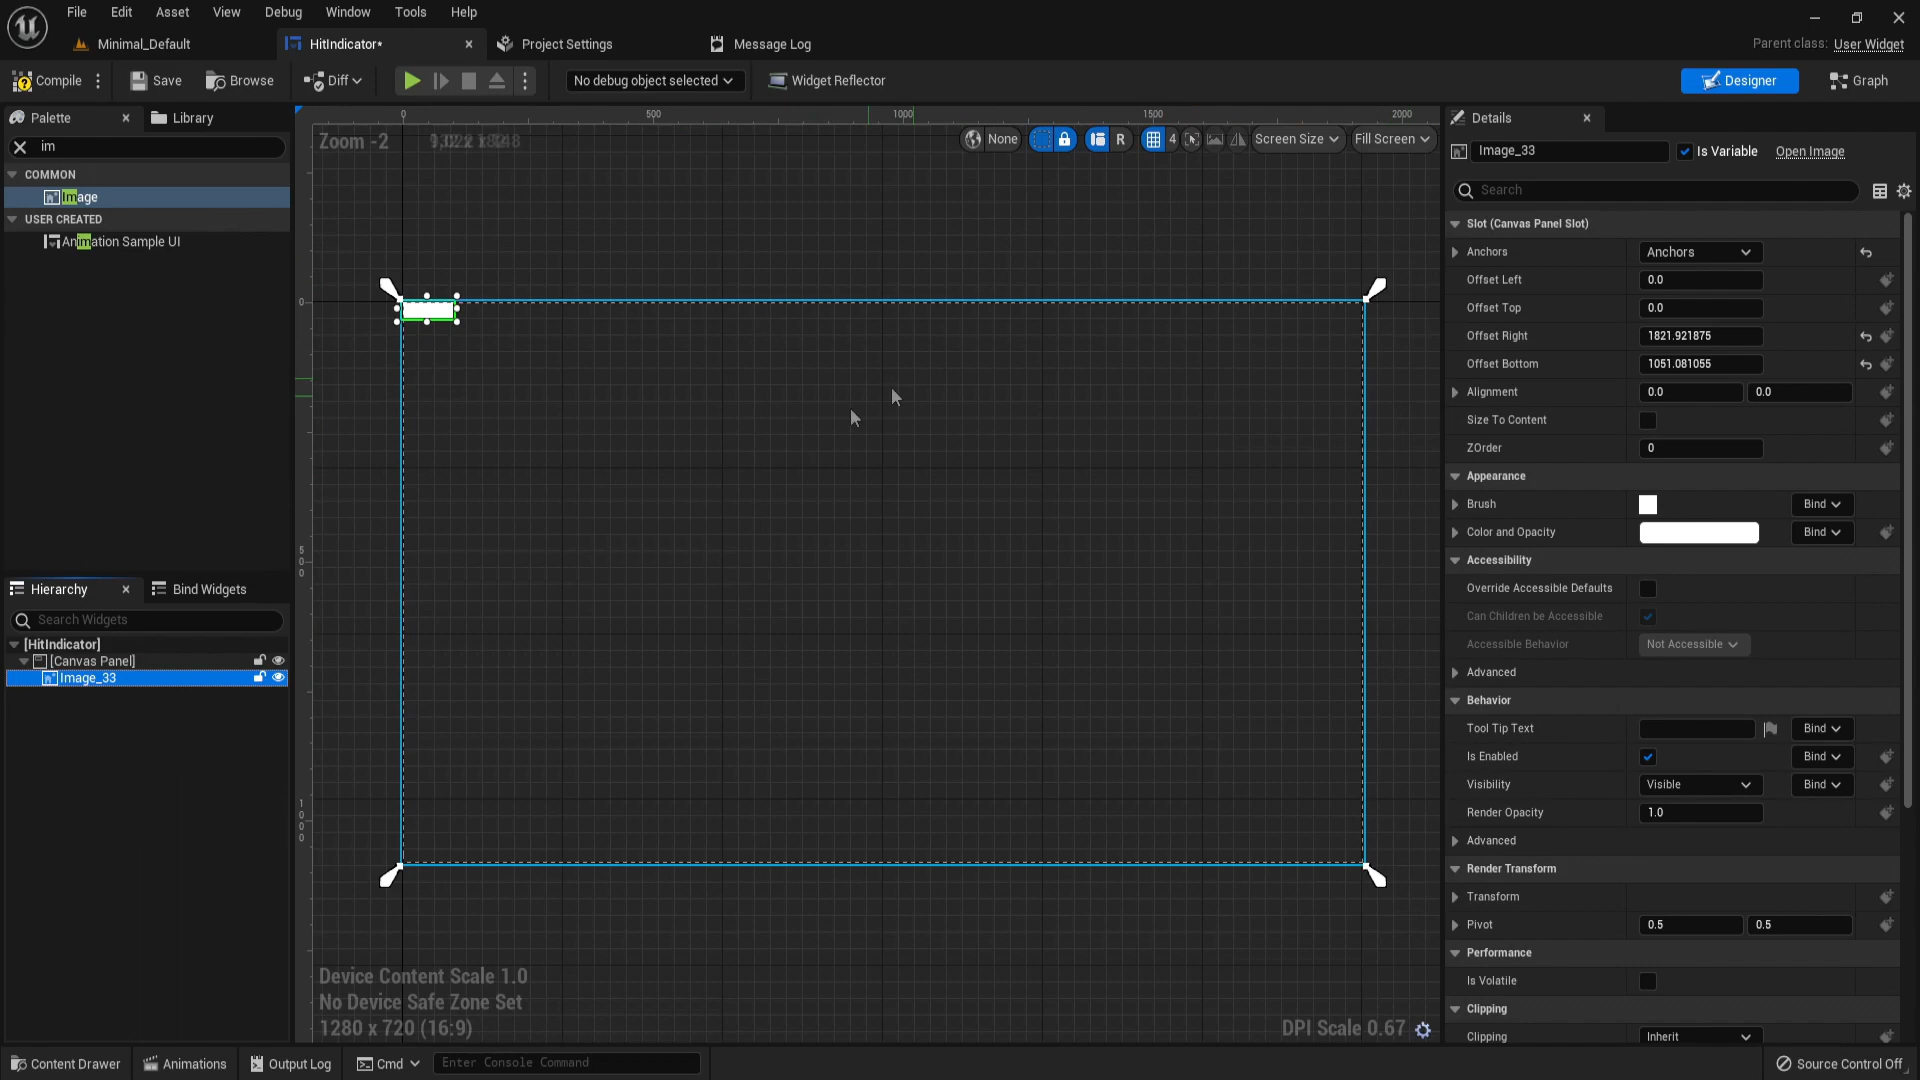 File Edit Asset View Debug Window Tools Help
Minimal_Default HitIndicator* Project Settings Message Log
Parent class: User Widget
Compile Save Browse Diff No debug object selected Widget Reflector Designer Graph
Palette Library
im
COMMON
Image
USER CREATED
Animation Sample UI
Hierarchy Bind Widgets
Search Widgets
[HitIndicator]
[Canvas Panel]
Image_33
0 500 1000 1500 2000
Zoom -2
None R 4 Screen Size Fill Screen
0
500
1000
Device Content Scale 1.0
No Device Safe Zone Set
1280 x 720 (16:9)
DPI Scale 0.67
Details
Image_33 Is Variable Open Image
Search
Slot (Canvas Panel Slot)
Anchors Anchors
Offset Left 0.0
Offset Top 0.0
Offset Right 1821.921875
Offset Bottom 1051.081055
Alignment 0.0 0.0
Size To Content
ZOrder 0
Appearance
Brush Bind
Color and Opacity Bind
Accessibility
Override Accessible Defaults
Can Children be Accessible
Accessible Behavior Not Accessible
Advanced
Behavior
Tool Tip Text Bind
Is Enabled Bind
Visibility Visible Bind
Render Opacity 1.0
Advanced
Render Transform
Transform
Pivot 0.5 0.5
Performance
Is Volatile
Clipping
Clipping Inherit
Content Drawer Animations Output Log Cmd Enter Console Command Source Control Off